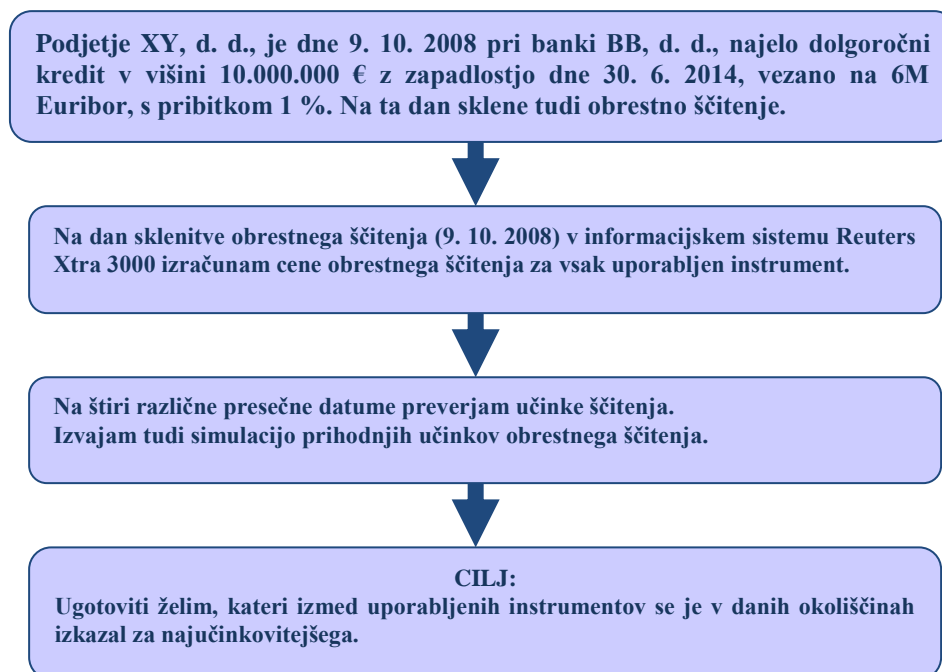 Podjetje XY, d. d., je dne 9. 10. 2008 pri banki BB, d. d., najelo dolgoročni
kredit v višini 10.000.000 € z zapadlostjo dne 30. 6. 2014, vezano na 6M
Euribor, s pribitkom 1 %. Na ta dan sklene tudi obrestno ščitenje.
Na dan sklenitve obrestnega ščitenja (9. 10. 2008) v informacijskem sistemu Reuters
Xtra 3000 izračunam cene obrestnega ščitenja za vsak uporabljen instrument.
Na štiri različne presečne datume preverjam učinke ščitenja.
Izvajam tudi simulacijo prihodnjih učinkov obrestnega ščitenja.
CILJ:
Ugotoviti želim, kateri izmed uporabljenih instrumentov se je v danih okoliščinah
izkazal za najučinkovitejšega.